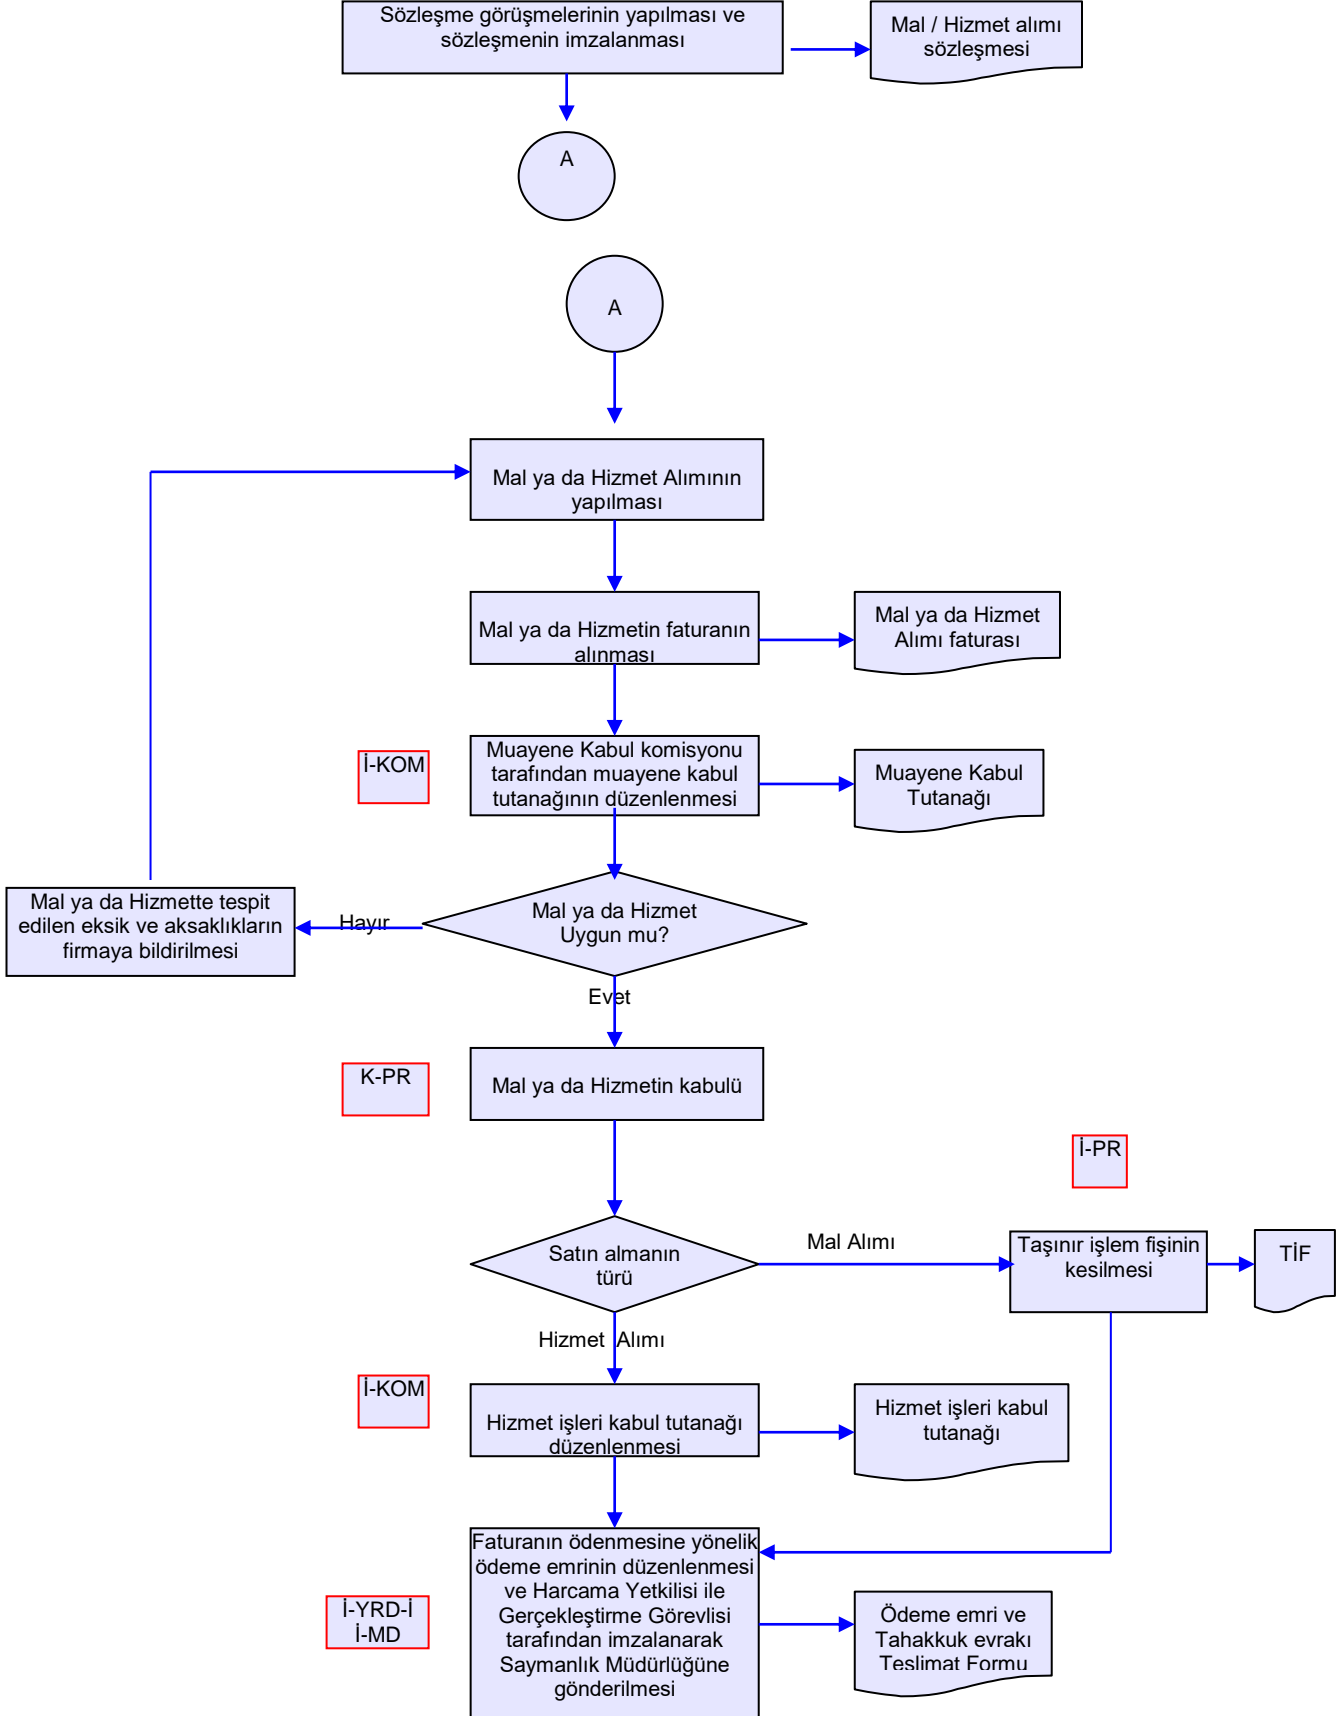 Sözleşme görüşmelerinin yapılması ve
sözleşmenin imzalanması
Mal / Hizmet alımı
sözleşmesi
A
A
Mal ya da Hizmet Alımının
yapılması
Mal ya da Hizmetin faturanın
alınması
Mal ya da Hizmet
Alımı faturası
İ-KOM
Muayene Kabul komisyonu
tarafından muayene kabul
tutanağının düzenlenmesi
Muayene Kabul
Tutanağı
Mal ya da Hizmette tespit
edilen eksik ve aksaklıkların
firmaya bildirilmesi
Hayır
Mal ya da Hizmet
Uygun mu?
Evet
K-PR
Mal ya da Hizmetin kabulü
İ-PR
Satın almanın
türü
Mal Alımı
Taşınır işlem fişinin
kesilmesi
TİF
Hizmet Alımı
İ-KOM
Hizmet işleri kabul tutanağı
düzenlenmesi
Hizmet işleri kabul
tutanağı
Faturanın ödenmesine yönelik
ödeme emrinin düzenlenmesi
ve Harcama Yetkilisi ile
Gerçekleştirme Görevlisi
tarafından imzalanarak
Saymanlık Müdürlüğüne
gönderilmesi
İ-YRD-İ
İ-MD
Ödeme emri ve
Tahakkuk evrakı
Teslimat Formu